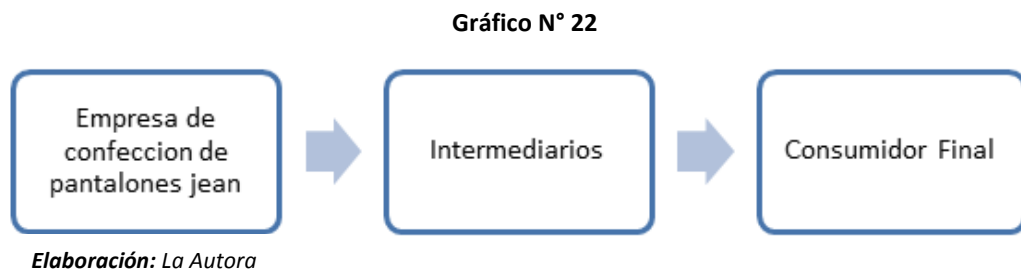 Gráfico N° 22
Empresa de
confeccion de
pantalones jean
Intermediarios
Consumidor Final
Elaboración: La Autora